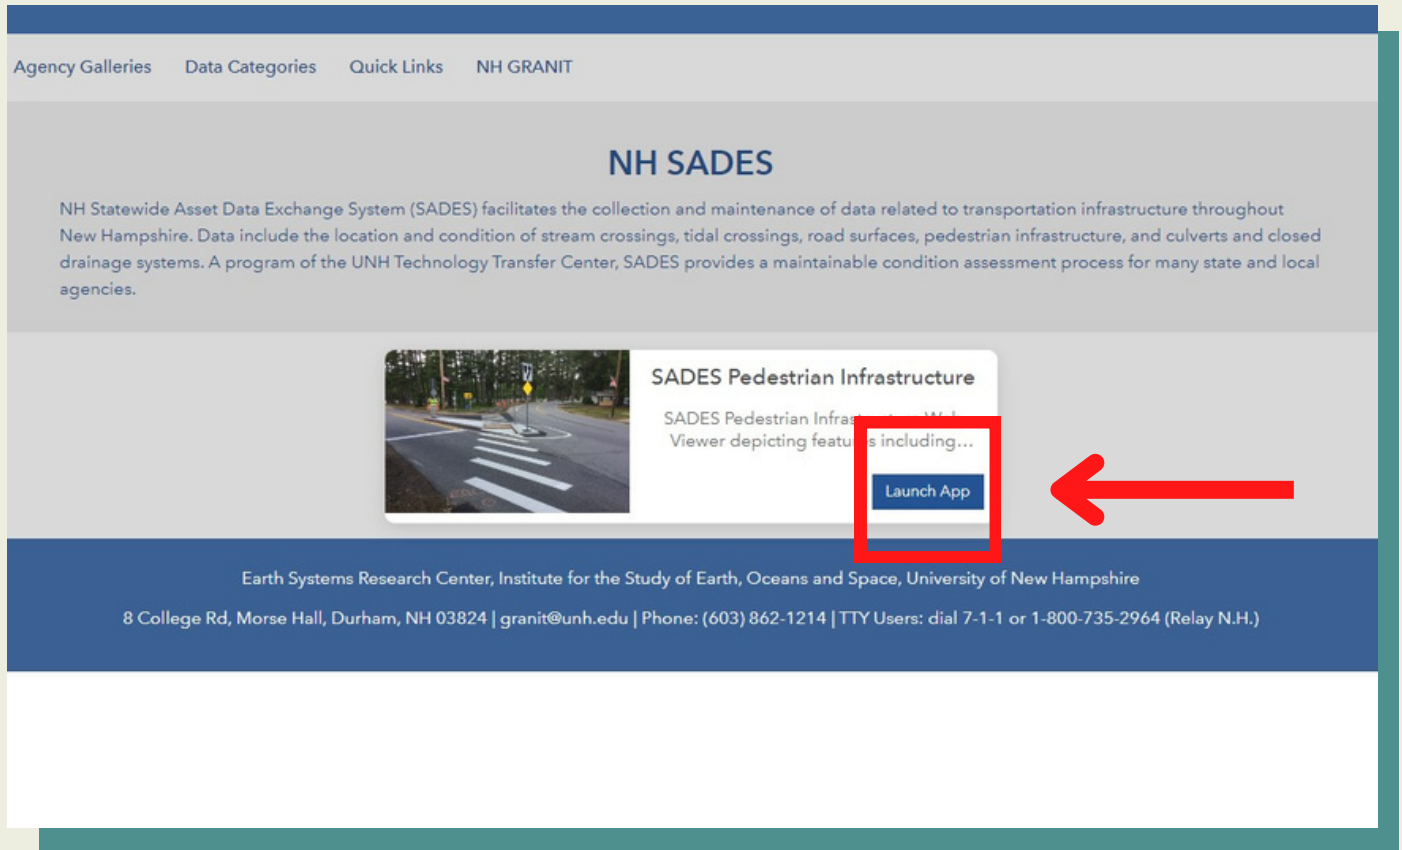 Agency Galleries Data Categories Quick Links NH GRANIT
NH SADES
NH Statewide Asset Data Exchange System (SADES) facilitates the collection and maintenance of data related to transportation infrastructure throughout
New Hampshire. Data include the location and condition of stream crossings, tidal crossings, road surfaces, pedestrian infrastructure, and culverts and closed
drainage systems. A program of the UNH Technology Transfer Center, SADES provides a maintainable condition assessment process for many state and local
agencies.
SADES Pedestrian Infrastructure
SADES Pedestrian
Viewer depicting features including...
Launch App
Earth Systems Research Center, Institute for the Study of Earth, Oceans and Space, University of New Hampshire
8 College Rd, Morse Hall, Durham, NH 03824 | granit@unh.edu | Phone: (603) 862-1214 | TTY Users: dial 7-1-1 or 1-800-735-2964 (Relay N.H.)